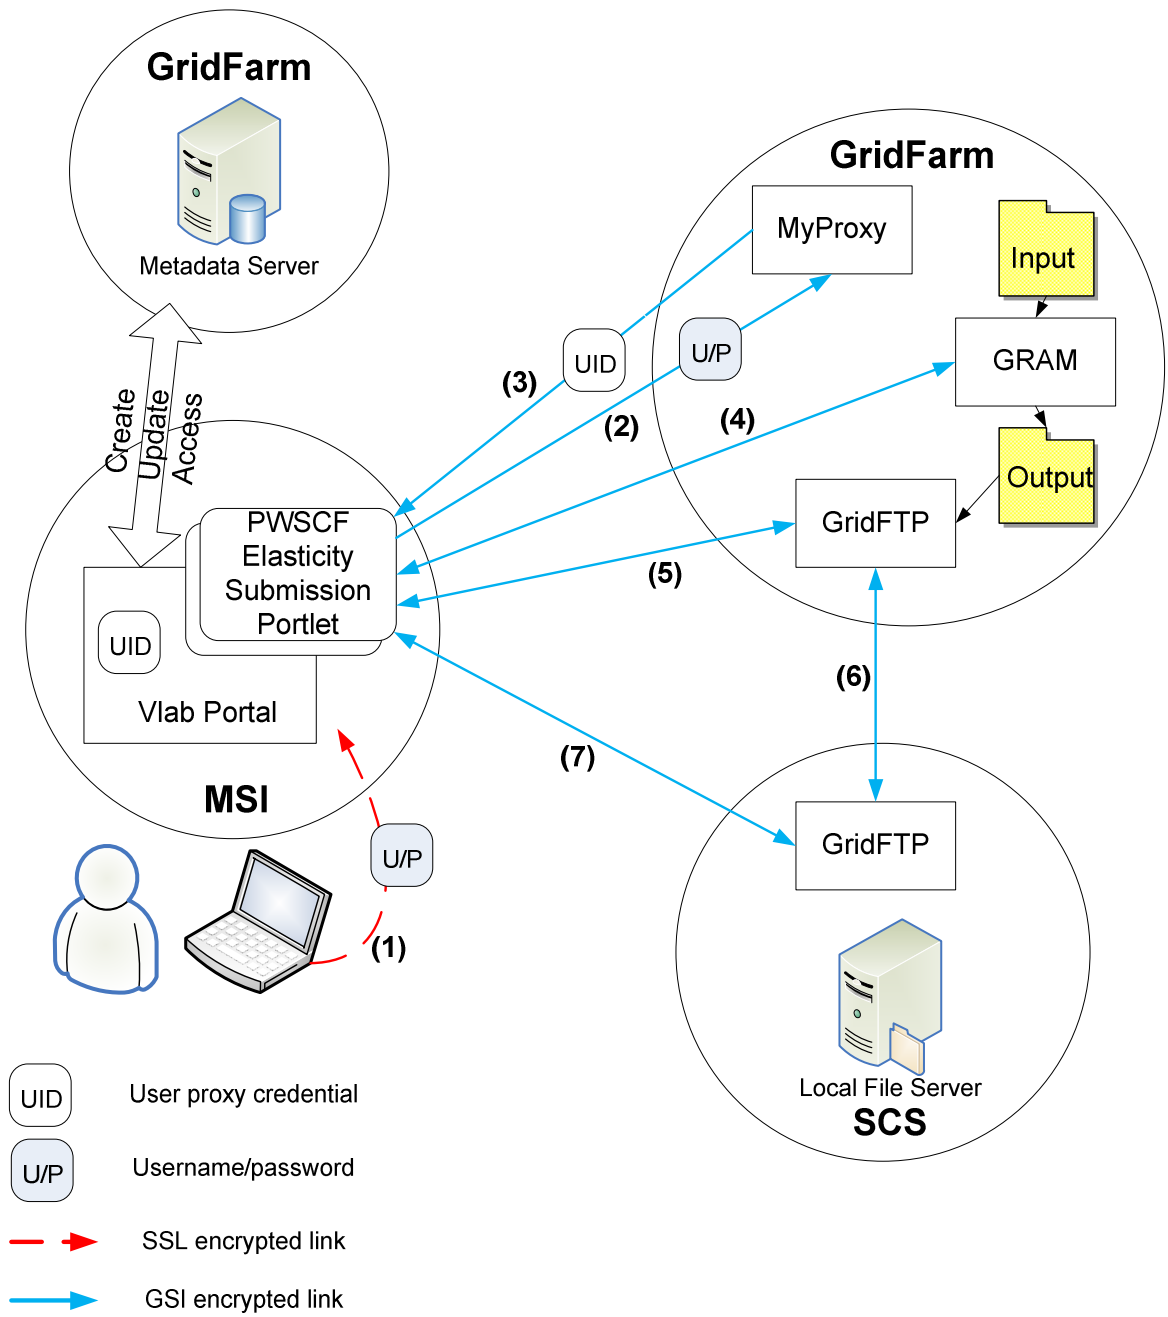 GridFarm
Metadata Server
GridFarm
MyProxy
Input
GRAM
Output
GridFTP
UID
U/P
(3)
(2)
(4)
(5)
(6)
(7)
Create
Update
Access
PWSCF
Elasticity
Submission
Portlet
UID
Vlab Portal
MSI
U/P
(1)
GridFTP
Local File Server
SCS
UID User proxy credential
U/P Username/password
SSL encrypted link
GSI encrypted link